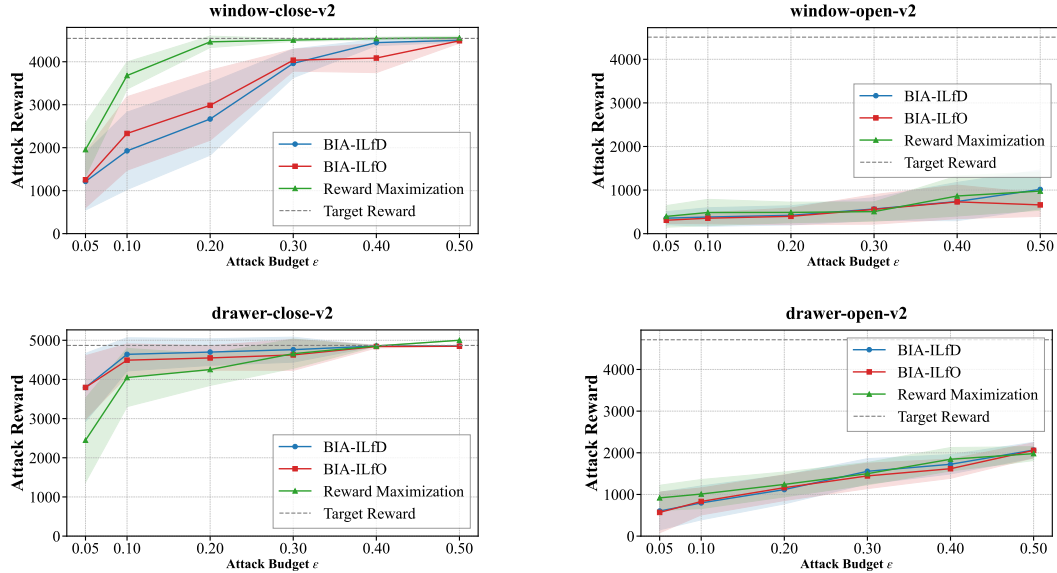 window-close-v2
Attack Reward
4000
3000
2000
1000
0
BIA-ILfD
BIA-ILfO
Reward Maximization
Target Reward
0.05 0.10 0.20 0.30 0.40 0.50
Attack Budget ε
window-open-v2
Attack Reward
4000
3000
2000
1000
0
BIA-ILfD
BIA-ILfO
Reward Maximization
Target Reward
0.05 0.10 0.20 0.30 0.40 0.50
Attack Budget ε
drawer-close-v2
Attack Reward
5000
4000
3000
2000
1000
0
BIA-ILfD
BIA-ILfO
Reward Maximization
Target Reward
0.05 0.10 0.20 0.30 0.40 0.50
Attack Budget ε
drawer-open-v2
Attack Reward
4000
3000
2000
1000
0
BIA-ILfD
BIA-ILfO
Reward Maximization
Target Reward
0.05 0.10 0.20 0.30 0.40 0.50
Attack Budget ε